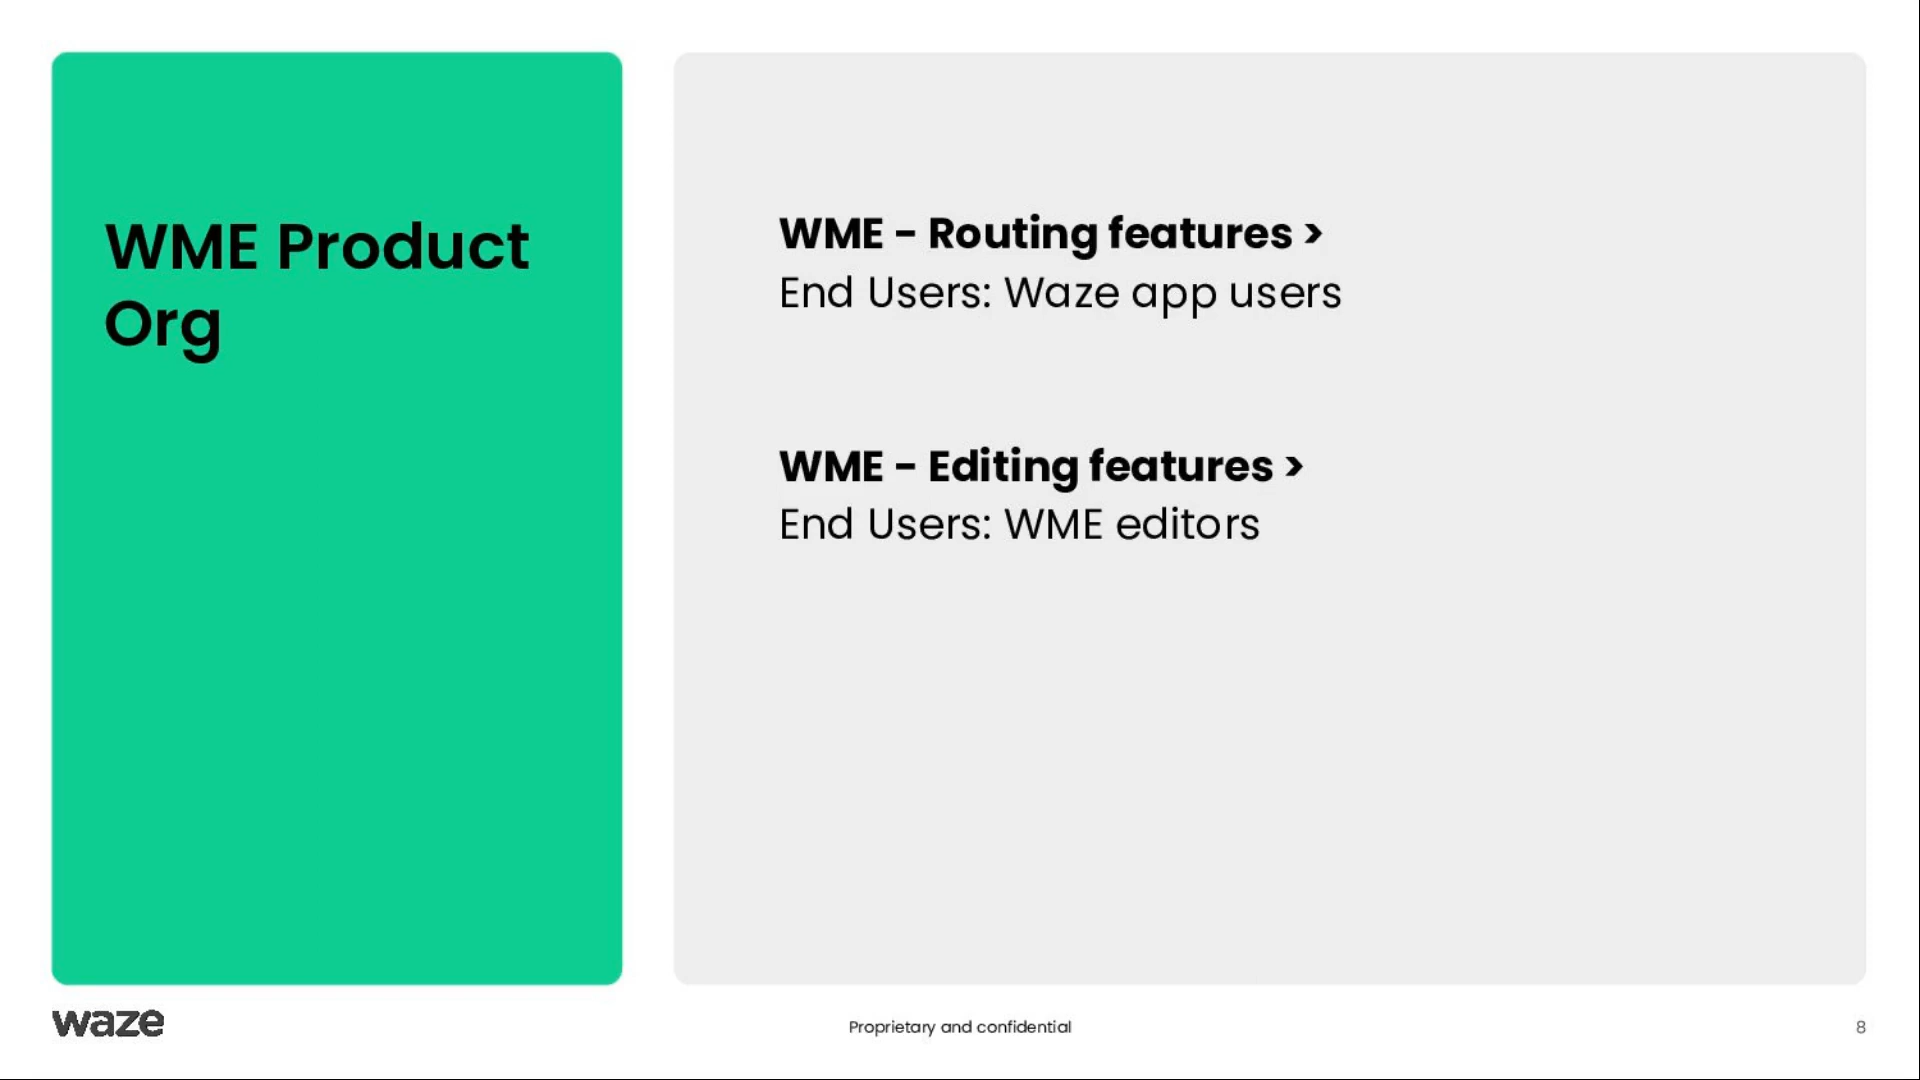 WME Product
Org
WME - Routing features >
End Users: Waze app users
WME - Editing features >
End Users: WME editors
waze
Proprietary and confidential
8